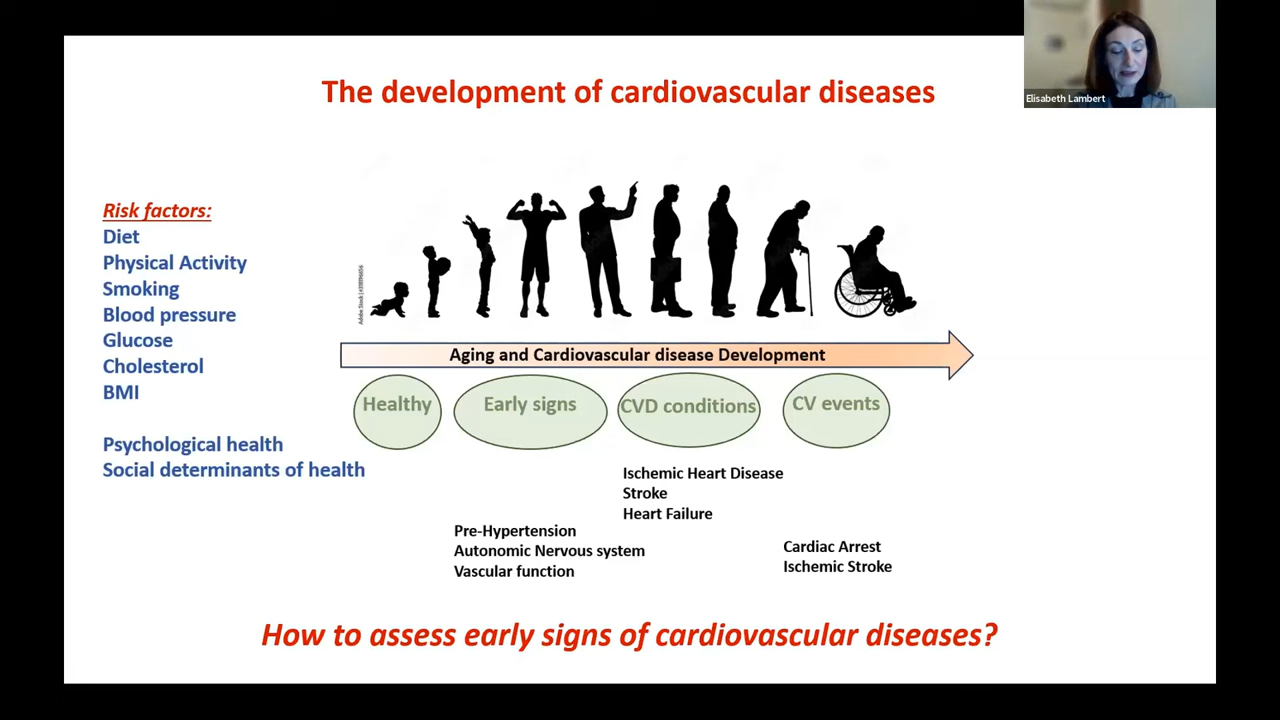 Elisabeth Lambert
The development of cardiovascular diseases
Risk factors:
Diet
Physical Activity
Smoking
Blood pressure
Glucose
Cholesterol
BMI
Psychological health
Social determinants of health
Aging and Cardiovascular disease Development
Healthy
Early signs
CVD conditions
CV events
Ischemic Heart Disease
Stroke
Heart Failure
Pre-Hypertension
Autonomic Nervous system
Vascular function
Cardiac Arrest
Ischemic Stroke
How to assess early signs of cardiovascular diseases?